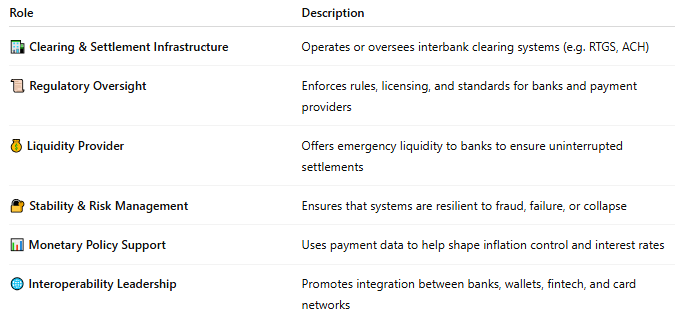 Role Description
Clearing & Settlement Infrastructure Operates or oversees interbank clearing systems (e.g. RTGS, ACH)
Regulatory Oversight Enforces rules, licensing, and standards for banks and payment
providers
Liquidity Provider Offers emergency liquidity to banks to ensure uninterrupted
settlements
Stability & Risk Management Ensures that systems are resilient to fraud, failure, or collapse
Monetary Policy Support Uses payment data to help shape inflation control and interest rates
Interoperability Leadership Promotes integration between banks, wallets, fintech, and card
networks